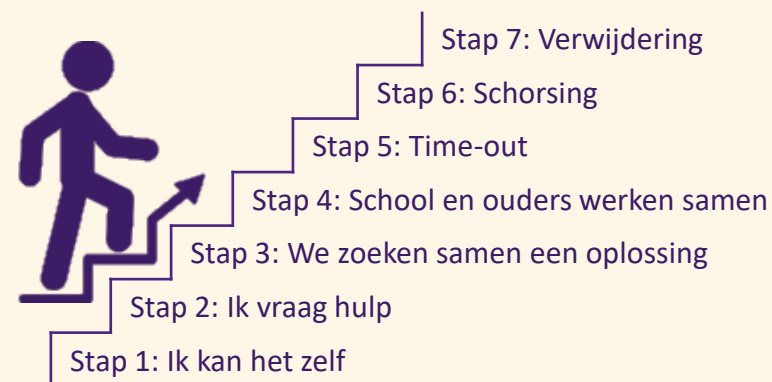 Stap 7: Verwijdering
Stap 6: Schorsing
Stap 5: Time-out
Stap 4: School en ouders werken samen
Stap 3: We zoeken samen een oplossing
Stap 2: Ik vraag hulp
Stap 1: Ik kan het zelf